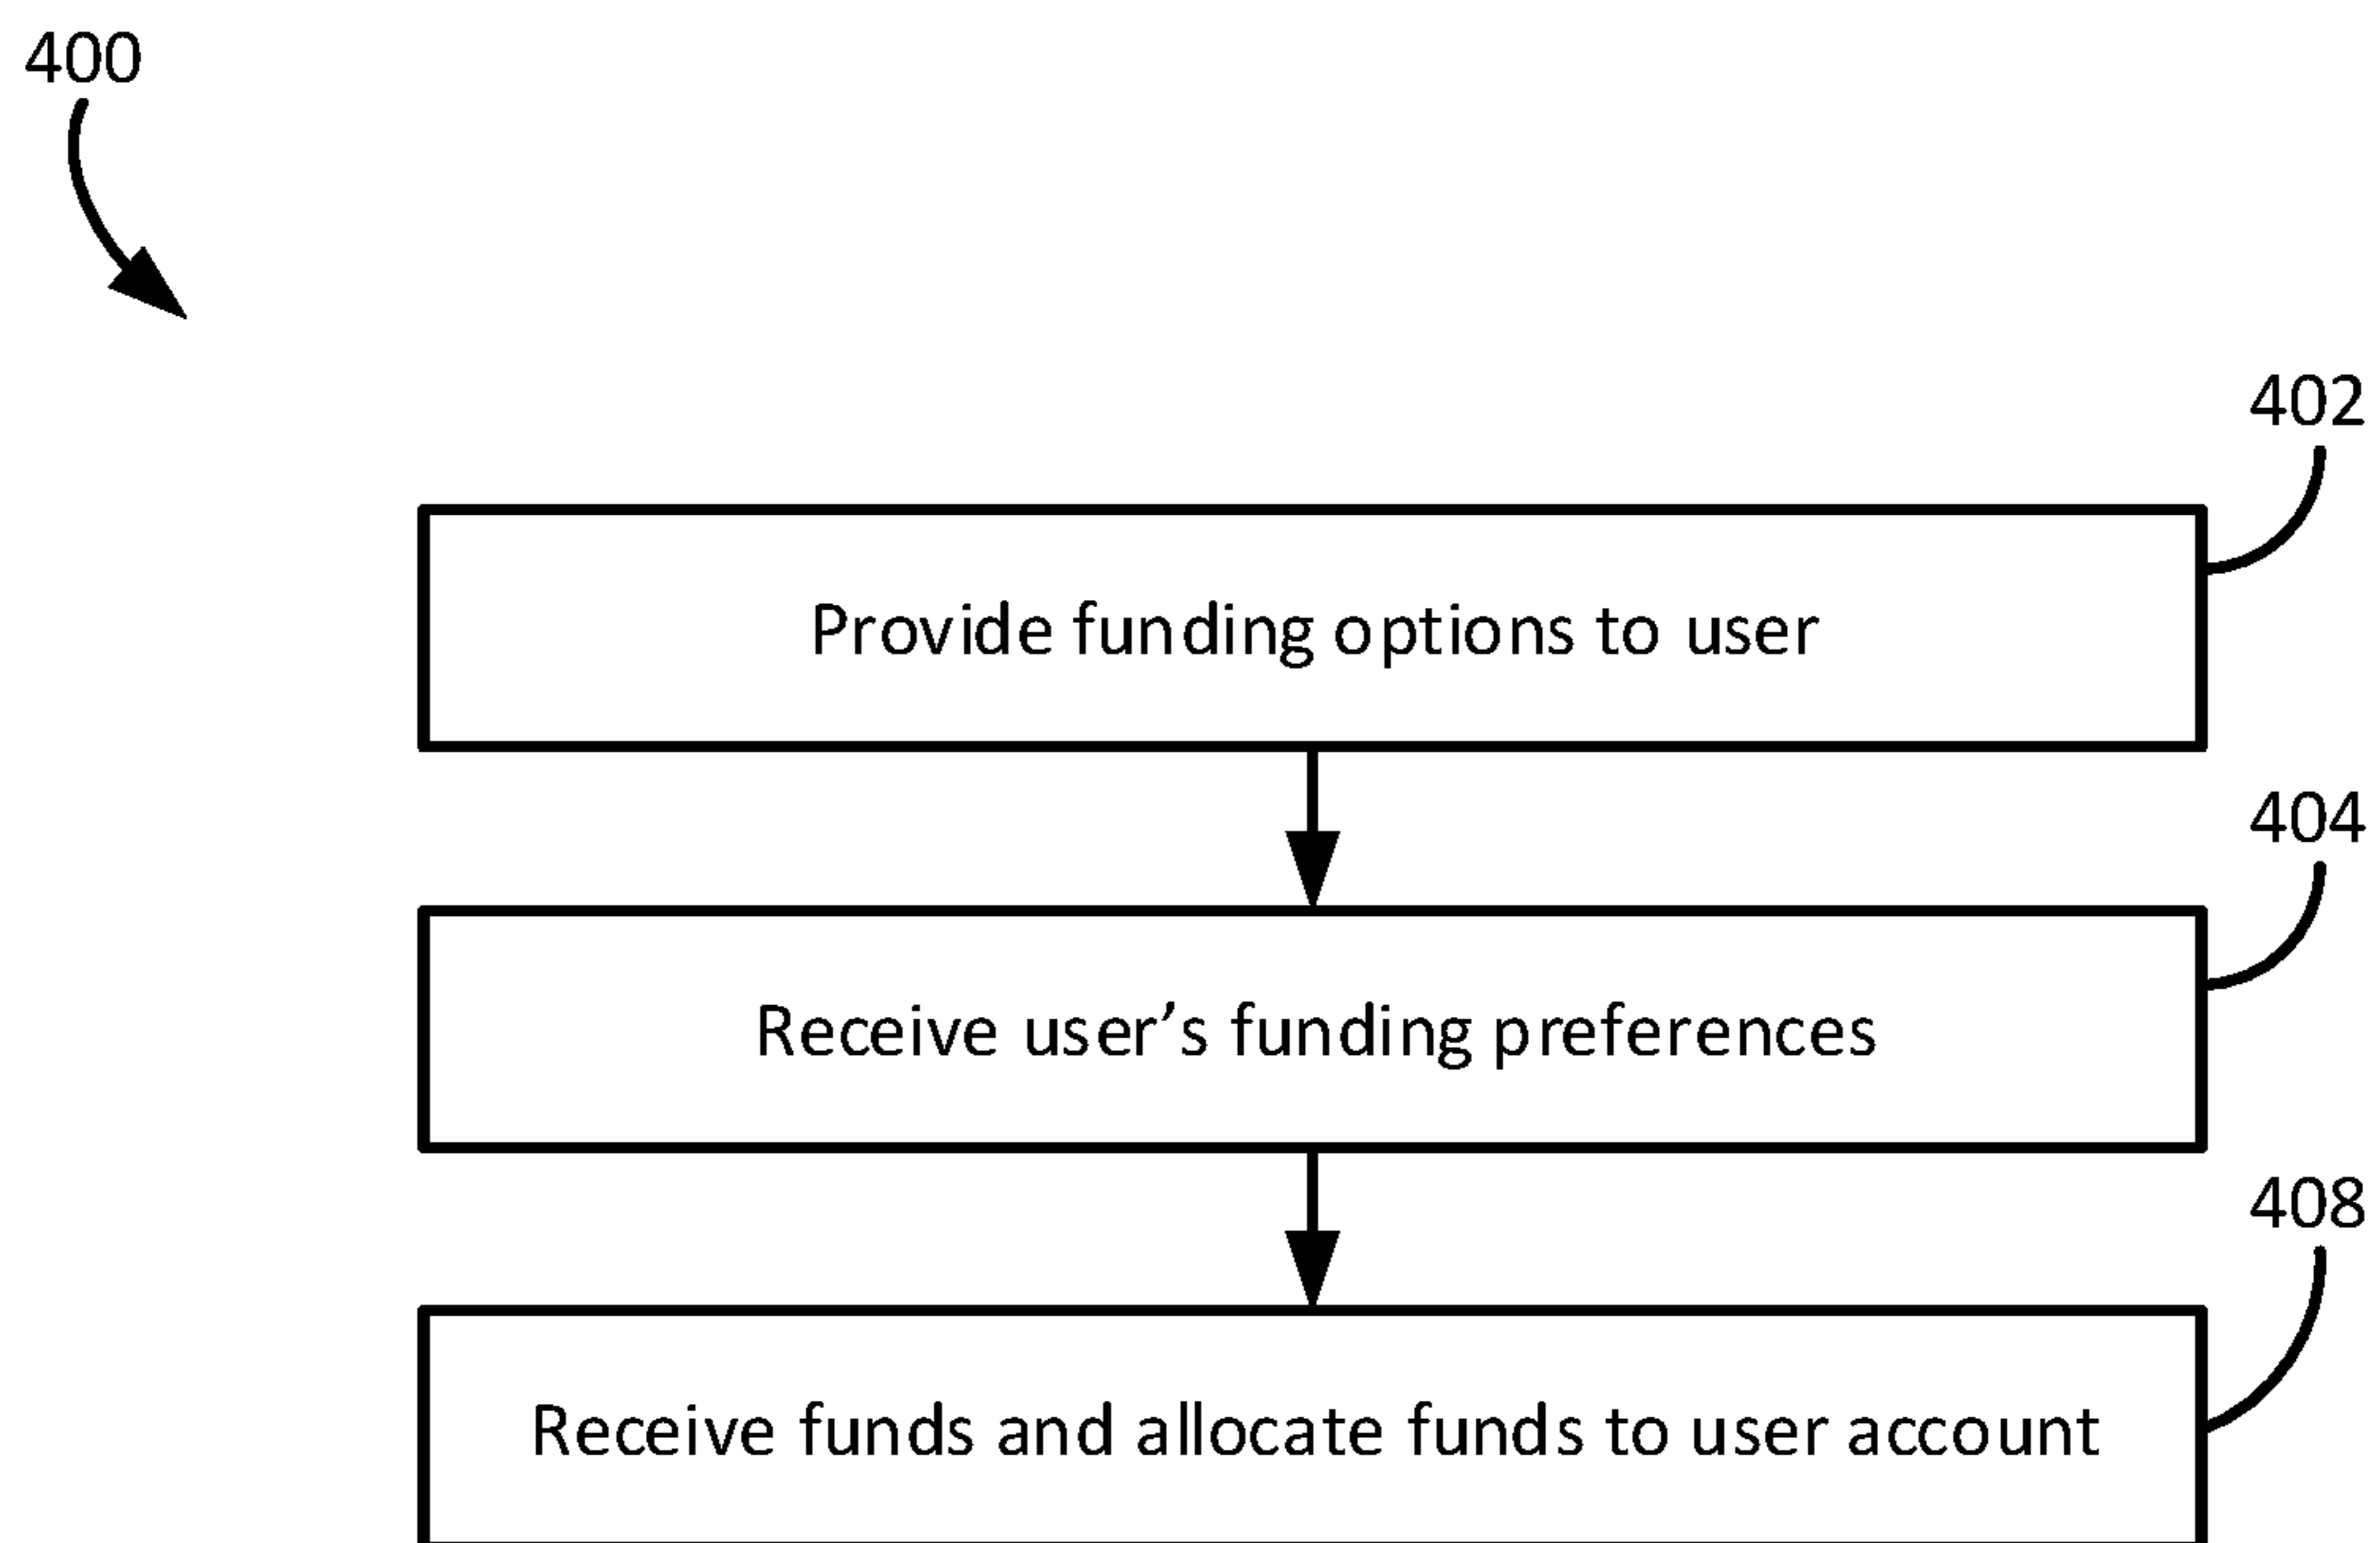 400
402
Provide funding options to user
404
Receive user’s funding preferences
408
Receive funds and allocate funds to user account